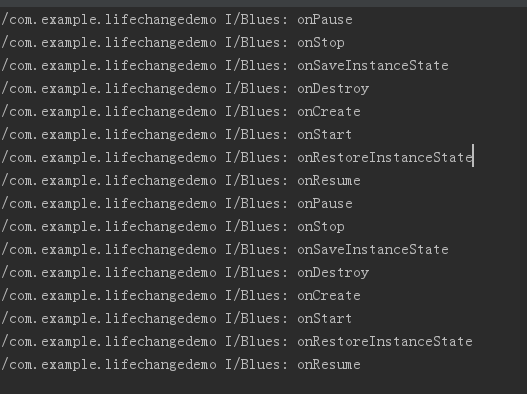 /com.example.lifechangedemo I/Blues: onPause
/com.example.lifechangedemo I/Blues: onStop
/com.example.lifechangedemo I/Blues: onSaveInstanceState
/com.example.lifechangedemo I/Blues: onDestroy
/com.example.lifechangedemo I/Blues: onCreate
/com.example.lifechangedemo I/Blues: onStart
/com.example.lifechangedemo I/Blues: onRestoreInstanceState
/com.example.lifechangedemo I/Blues: onResume
/com.example.lifechangedemo I/Blues: onPause
/com.example.lifechangedemo I/Blues: onStop
/com.example.lifechangedemo I/Blues: onSaveInstanceState
/com.example.lifechangedemo I/Blues: onDestroy
/com.example.lifechangedemo I/Blues: onCreate
/com.example.lifechangedemo I/Blues: onStart
/com.example.lifechangedemo I/Blues: onRestoreInstanceState
/com.example.lifechangedemo I/Blues: onResume